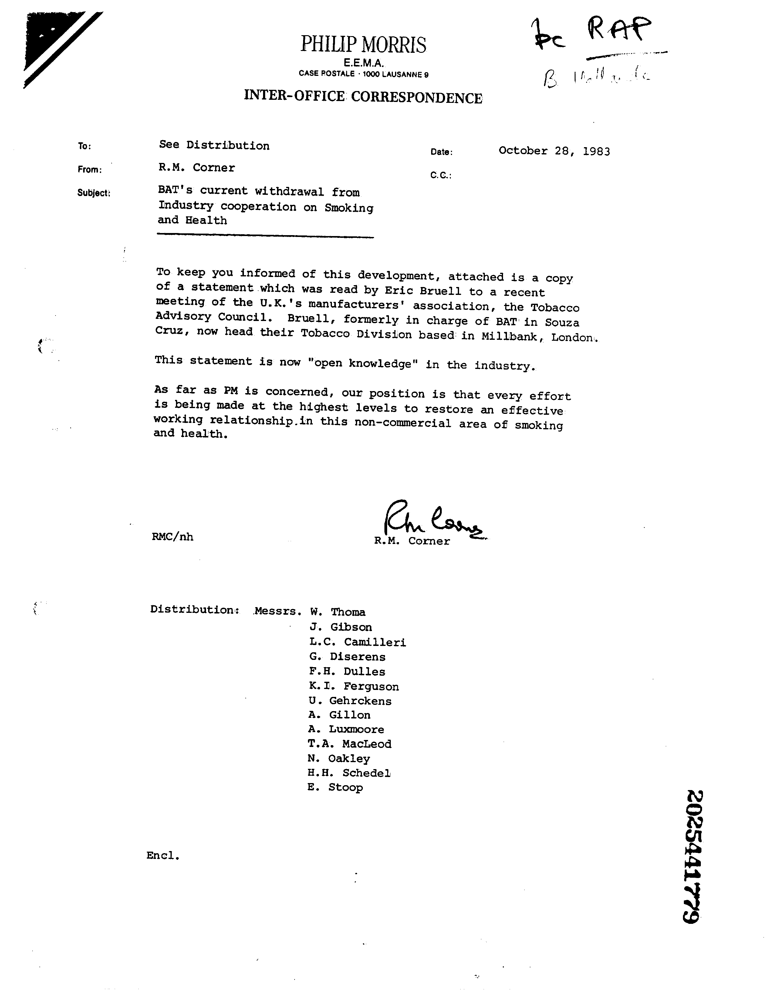 bc RAP
B
PHILIP MORRIS
E.E.M.A.
CASE POSTALE · 1000 LAUSANNE 9
INTER-OFFICE CORRESPONDENCE
To: See Distribution
Date: October 28, 1983
From: R.M. Corner
C.C.:
Subject: BAT's current withdrawal from
Industry cooperation on Smoking
and Health
To keep you informed of this development, attached is a copy
of a statement which was read by Eric Bruell to a recent
meeting of the U.K.'s manufacturers' association, the Tobacco
Advisory Council. Bruell, formerly in charge of BAT in Souza
Cruz, now head their Tobacco Division based in Millbank, London.
This statement is now "open knowledge" in the industry.
As far as PM is concerned, our position is that every effort
is being made at the highest levels to restore an effective
working relationship in this non-commercial area of smoking
and health.
RMC/nh
R.M. Corner
Distribution: Messrs. W. Thoma
J. Gibson
L.C. Camilleri
G. Diserens
F.H. Dulles
K.I. Ferguson
U. Gehrckens
A. Gillon
A. Luxmoore
T.A. MacLeod
N. Oakley
H.H. Schedel
E. Stoop
Encl.
2025441779